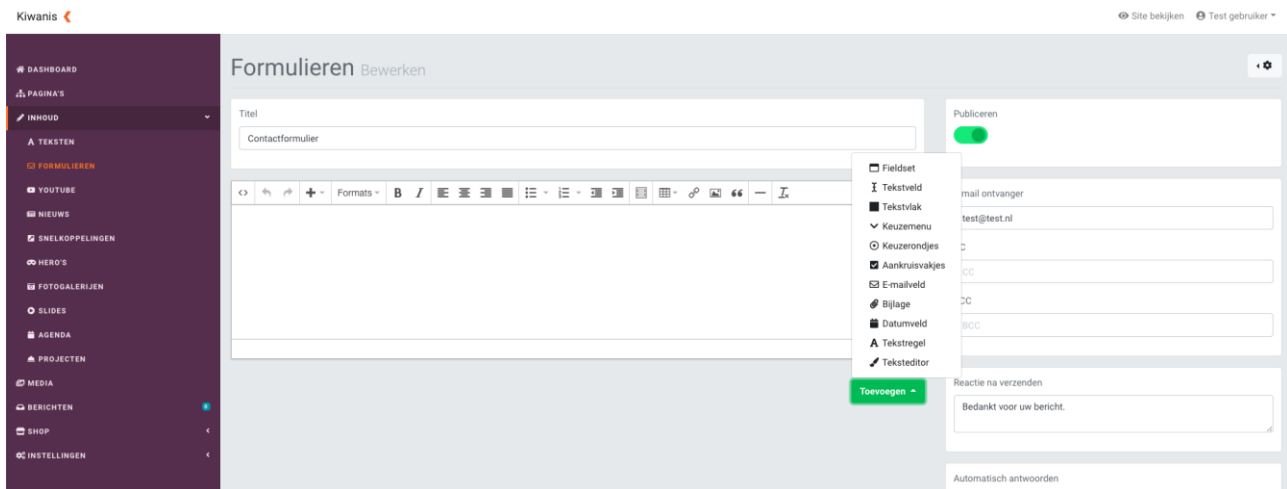 Kiwanis
Site bekijken
Test gebruiker
DASHBOARD
PAGINA'S
INHOUD
TEKSTEN
FORMULIEREN
YOUTUBE
NIEUWS
SNELKOPPELINGEN
HERO'S
FOTOGALERIJEN
SLIDES
AGENDA
PROJECTEN
MEDIA
BERICHTEN
SHOP
INSTELLINGEN
Formulieren Bewerken
Titel
Contactformulier
Formats
B I
Fieldset
Tekstveld
Tekstvlak
Keuzemenu
Keuzerondjes
Aankruisvakjes
E-mailveld
Bijlage
Datumveld
Tekstregel
Teksteditor
Toevoegen
Publiceren
mail ontvanger
test@test.nl
C
CC
CC
BCC
Reactie na verzenden
Bedankt voor uw bericht.
Automatisch antwoorden